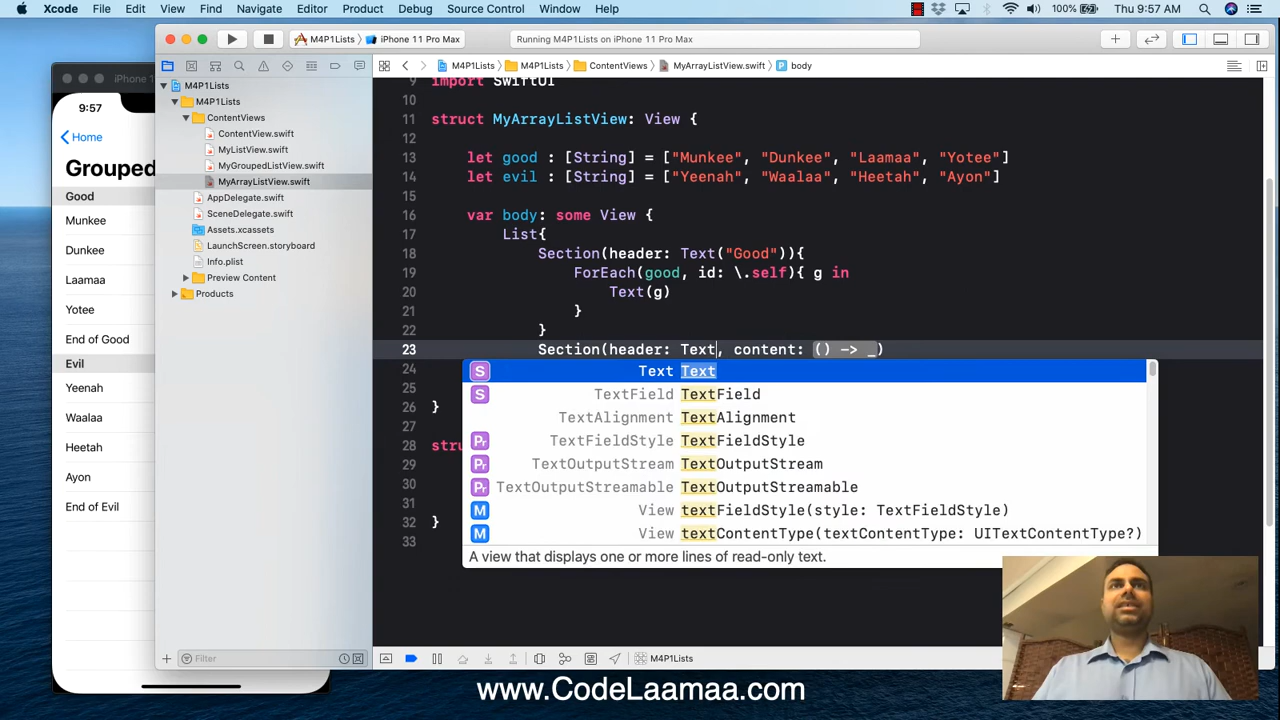 Xcode File Edit View Find Navigate Editor Product Debug Source Control Window Help 100% Thu 9:57 AM
M4P1Lists iPhone 11 Pro Max Running M4P1Lists on iPhone 11 Pro Max
iPhone 11
9:57
Home
Grouped
Good
Munkee
Dunkee
Laamaa
Yotee
End of Good
Evil
Yeenah
Waalaa
Heetah
Ayon
End of Evil
M4P1Lists
M4P1Lists
ContentViews
ContentView.swift
MyListView.swift
MyGroupedListView.swift
MyArrayListView.swift
AppDelegate.swift
SceneDelegate.swift
Assets.xcassets
LaunchScreen.storyboard
Info.plist
Preview Content
Products
Filter
M4P1Lists M4P1Lists ContentViews MyArrayListView.swift body
9 import SwiftUI
10
11 struct MyArrayListView: View {
12
13 let good : [String] = ["Munkee", "Dunkee", "Laamaa", "Yotee"]
14 let evil : [String] = ["Yeenah", "Waalaa", "Heetah", "Ayon"]
15
16 var body: some View {
17 List{
18 Section(header: Text("Good")){
19 ForEach(good, id: \.self){ g in
20 Text(g)
21 }
22 }
23 Section(header: Text, content: () -> _)
24
25
26 }
27
28 stru
29
30
31
32 }
33
S Text Text
S TextField TextField
TextAlignment TextAlignment
Pr TextFieldStyle TextFieldStyle
TextOutputStream TextOutputStream
Pr TextOutputStreamable TextOutputStreamable
M View textFieldStyle(style: TextFieldStyle)
M View textContentType(textContentType: UITextContentType?)
A view that displays one or more lines of read-only text.
M4P1Lists
www.CodeLaamaa.com